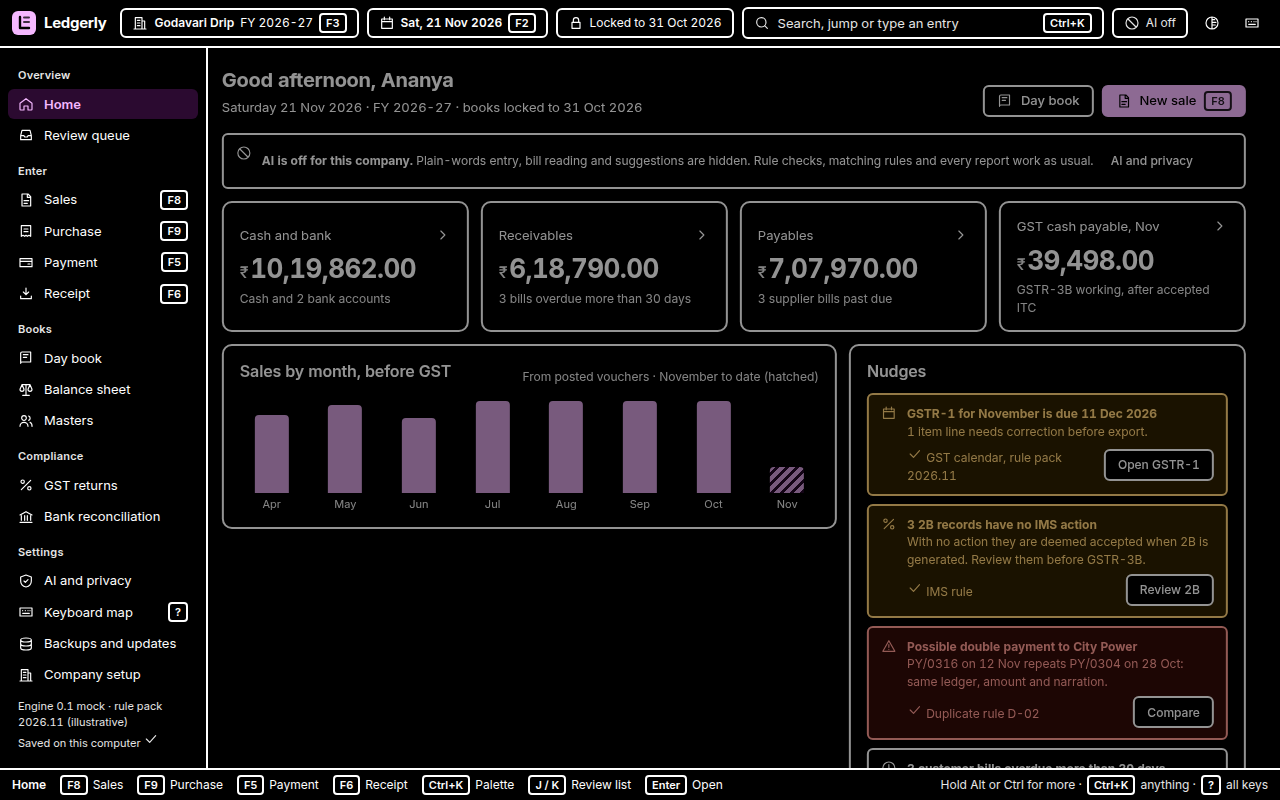 Ledgerly
Godavari Drip FY 2026-27 F3
Sat, 21 Nov 2026 F2
Locked to 31 Oct 2026
Search, jump or type an entry Ctrl+K
AI off
Overview
Home
Review queue
Enter
Sales F8
Purchase F9
Payment F5
Receipt F6
Books
Day book
Balance sheet
Masters
Compliance
GST returns
Bank reconciliation
Settings
AI and privacy
Keyboard map ?
Backups and updates
Company setup
Engine 0.1 mock · rule pack
2026.11 (illustrative)
Saved on this computer
Good afternoon, Ananya
Saturday 21 Nov 2026 · FY 2026-27 · books locked to 31 Oct 2026
Day book
New sale F8
AI is off for this company. Plain-words entry, bill reading and suggestions are hidden. Rule checks, matching rules and every report work as usual. AI and privacy
Cash and bank
₹10,19,862.00
Cash and 2 bank accounts
Receivables
₹6,18,790.00
3 bills overdue more than 30 days
Payables
₹7,07,970.00
3 supplier bills past due
GST cash payable, Nov
₹39,498.00
GSTR-3B working, after accepted
ITC
Sales by month, before GST
From posted vouchers · November to date (hatched)
Apr May Jun Jul Aug Sep Oct Nov
Nudges
GSTR-1 for November is due 11 Dec 2026
1 item line needs correction before export.
GST calendar, rule pack
2026.11
Open GSTR-1
3 2B records have no IMS action
With no action they are deemed accepted when 2B is
generated. Review them before GSTR-3B.
IMS rule
Review 2B
Possible double payment to City Power
PY/0316 on 12 Nov repeats PY/0304 on 28 Oct:
same ledger, amount and narration.
Duplicate rule D-02
Compare
3 customer bills overdue more than 30 days
Home F8 Sales F9 Purchase F5 Payment F6 Receipt Ctrl+K Palette J / K Review list Enter Open
Hold Alt or Ctrl for more · Ctrl+K anything · ? all keys